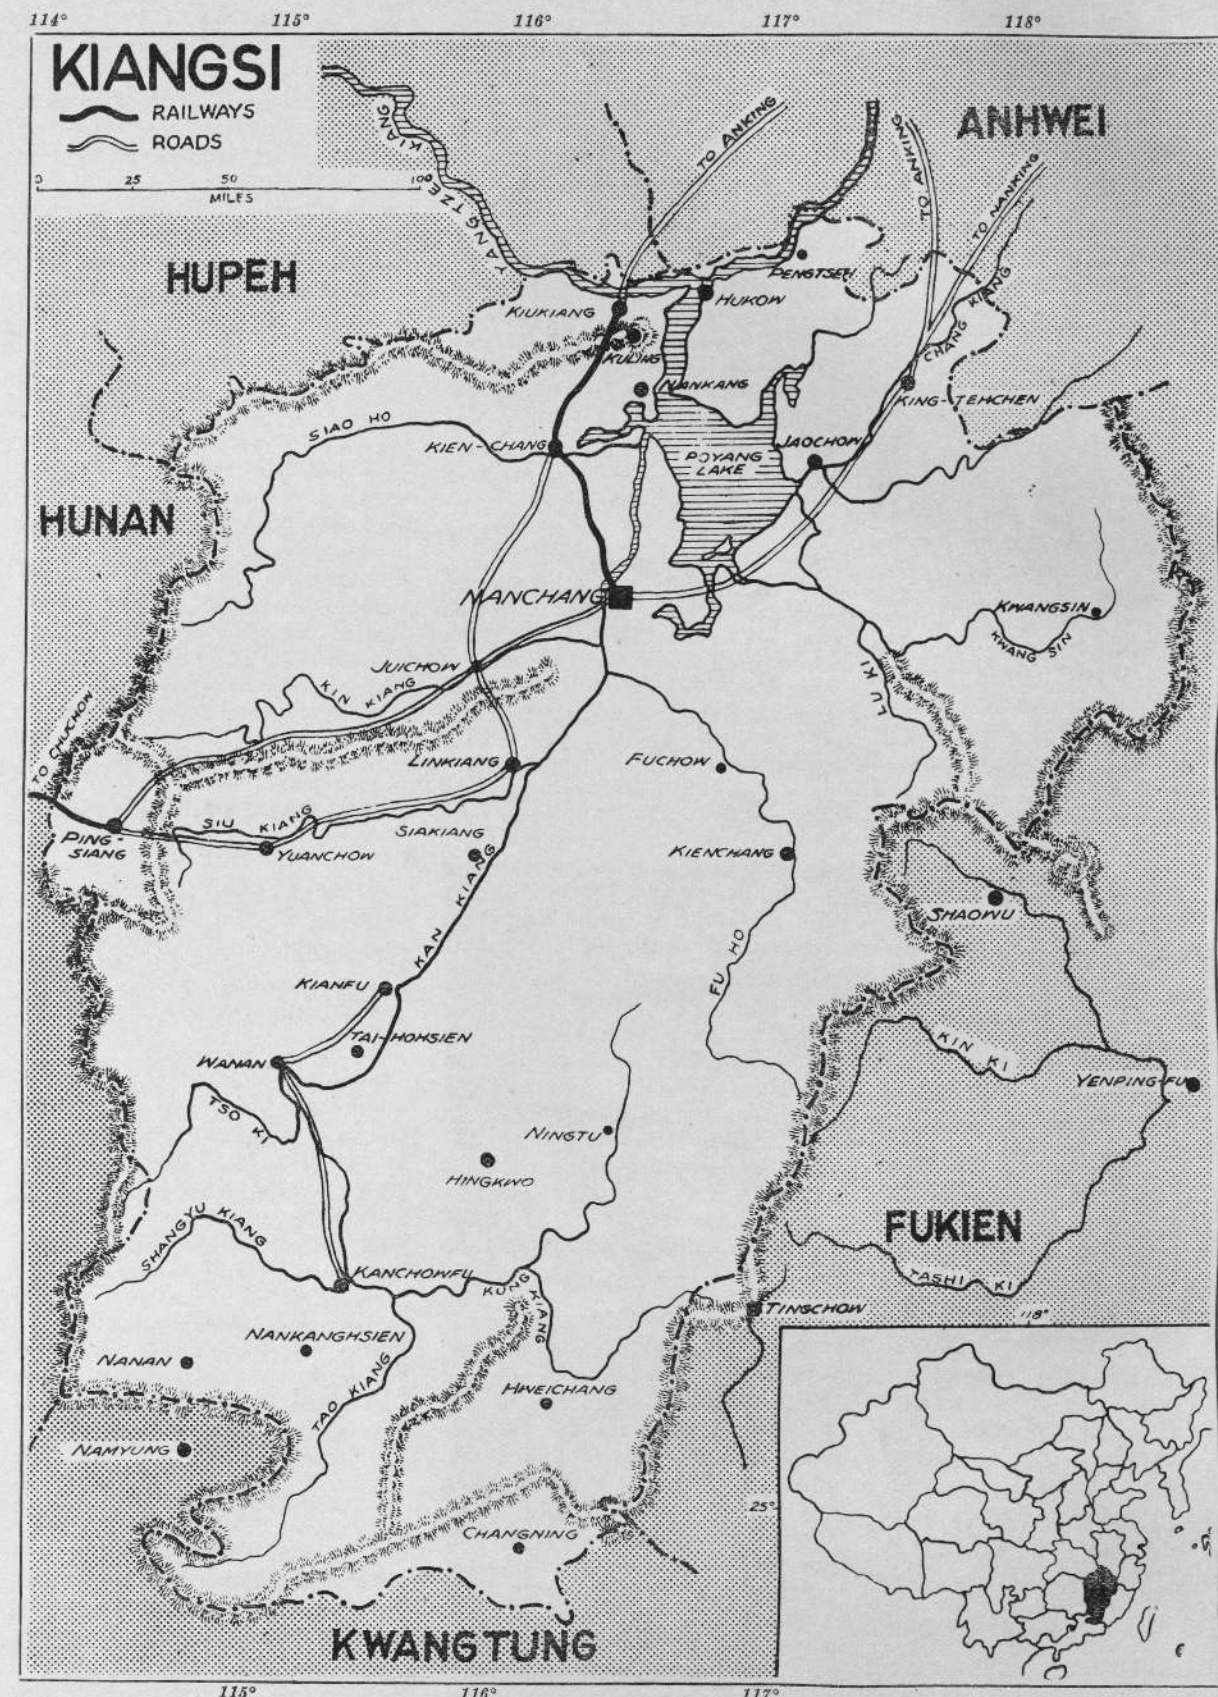 114° 115° 116° 117° 118°
KIANGSI
RAILWAYS
ROADS
0 25 50 100
MILES
YANGTZE KIANG
TO ANKING
TO ANKING
TO NANKING
ANHWEI
HUPEH
PENGTSEH
KIUKIANG
HUKOW
CHANG KIANG
KULING
NANKANG
KING-TEHCHEN
SIAO HO
KIEN-CHANG
JAOCHOW
POYANG
LAKE
HUNAN
MANCHANG
KWANGSIN
KWANG SIN
JUICHOW
KIN KIANG
LU KI
TO CHUCHOW
LINKIANG
FUCHOW
PING-
SIANG
SIU KIANG
YUANCHOW
SIAKIANG
KIENCHANG
KAN KIANG
SHAOWU
FU HO
KIANFU
TAI-HOHSIEN
WANAN
KIN KI
YENPING-FU
TSO KI
NINGTU
HINGKWO
SHANGYU KIANG
FUKIEN
KANCHOWFU
KUNG KIANG
TASHI KI
TINGCHOW
118°
NANKANGHSIEN
NANAN
TAO KIANG
HWEICHANG
NAMYUNG
25°
CHANGNING
KWANGTUNG
115° 116° 117°